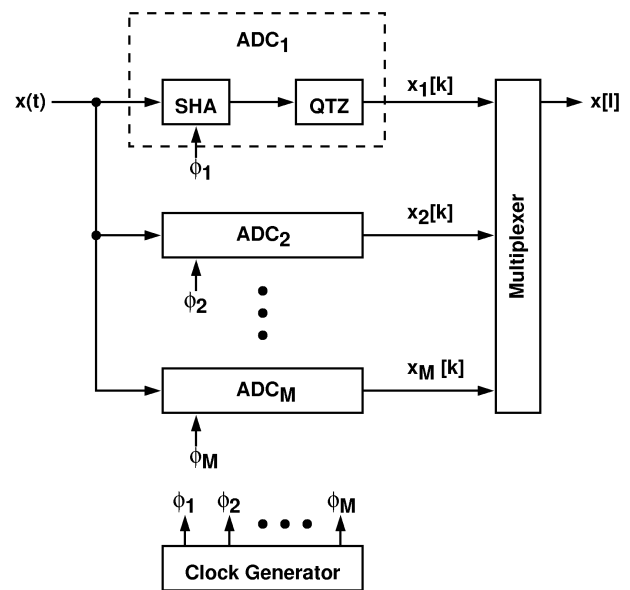 ADC1
x(t)
SHA
QTZ
x1[k]
x[l]
ϕ1
ADC2
x2[k]
ϕ2
Multiplexer
ADCM
xM [k]
ϕM
ϕ1
ϕ2
ϕM
Clock Generator